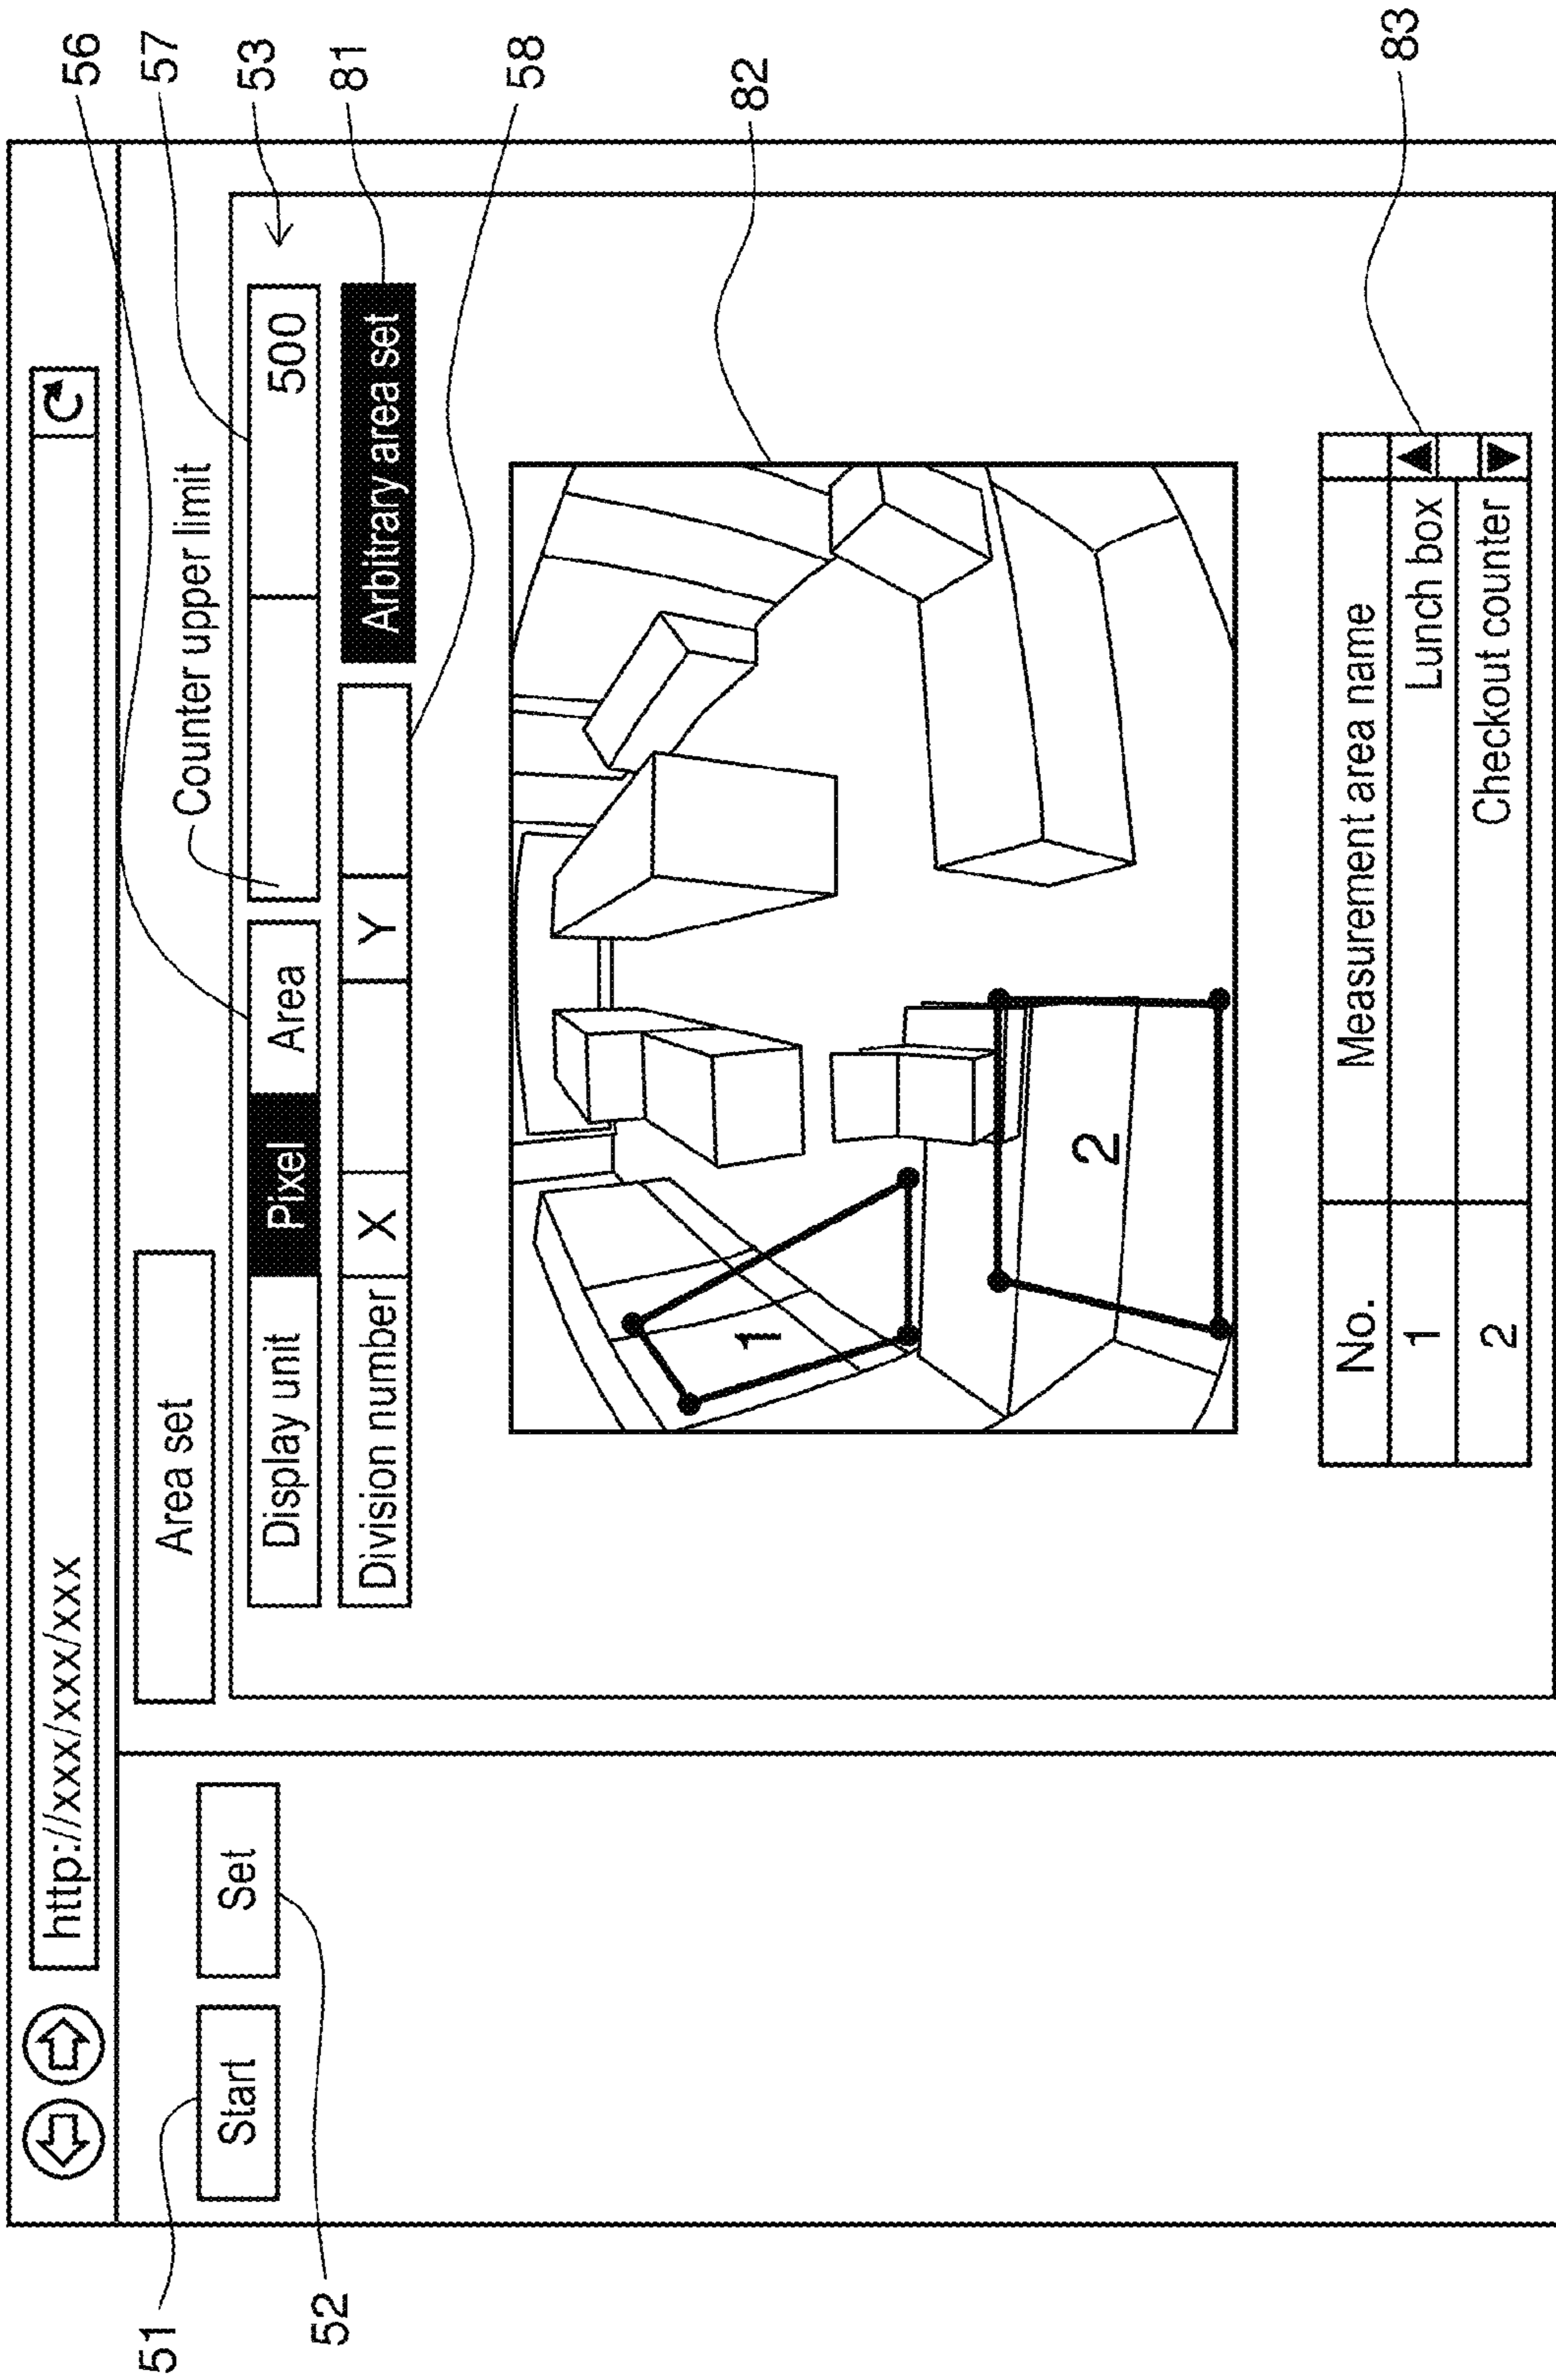 http://xxx/xxx/xxx
Start
Set
Area set
Counter upper limit
Display unit Pixel Area 500
Division number X Y Arbitrary area set
1
2
No. Measurement area name
1 Lunch box ▲
2 Checkout counter ▼
51
52
56
57
53
81
58
82
83